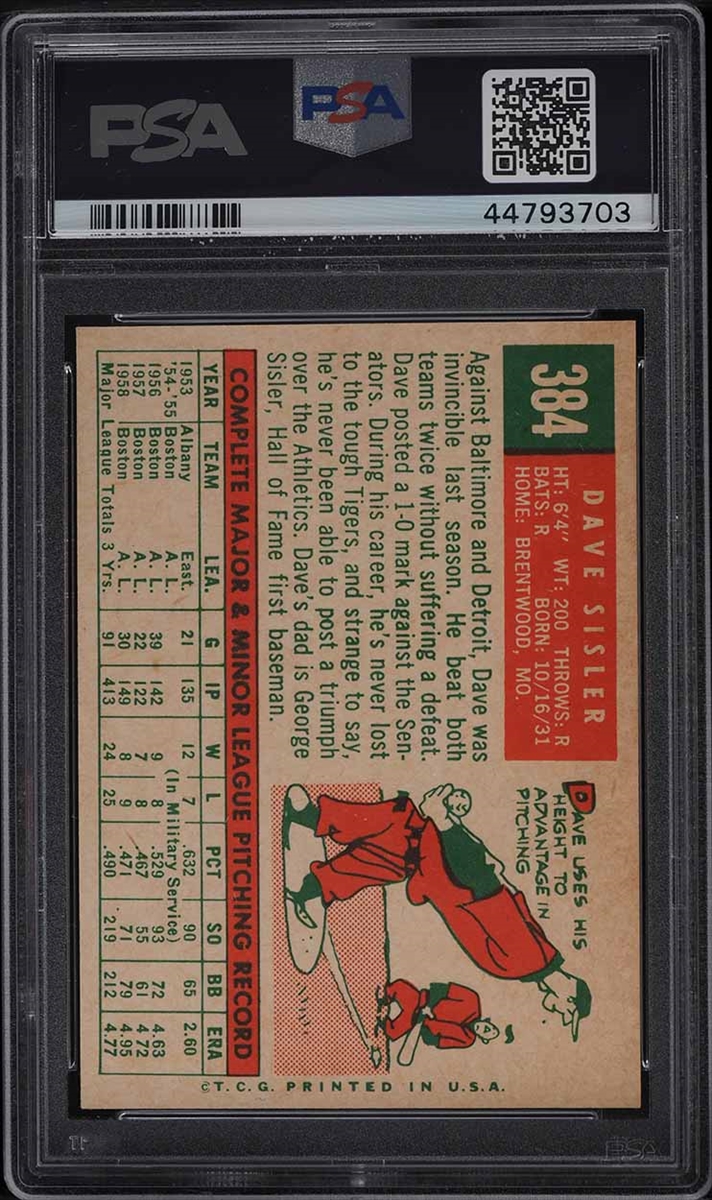 PSA
PSA
44793703
384
DAVE SISLER
HT: 6'4" WT: 200 THROWS: R
BATS: R BORN: 10/16/31
HOME: BRENTWOOD, MO.
Against Baltimore and Detroit, Dave was
invincible last season. He beat both
teams twice without suffering a defeat.
Dave posted a 1-0 mark against the Sen-
ators. During his career, he's never lost
to the tough Tigers, and strange to say,
he's never been able to post a triumph
over the Athletics. Dave's dad is George
Sisler, Hall of Fame first baseman.
DAVE USES HIS
HEIGHT TO
ADVANTAGE IN
PITCHING
COMPLETE MAJOR & MINOR LEAGUE PITCHING RECORD
YEAR TEAM LEA. G IP W L PCT SO BB ERA
1953 Albany East. 21 135 12 7 .632 90 65 2.60
'54-'55 Boston A. L. (In Military Service)
1956 Boston A. L. 39 142 9 8 .529 93 72 4.63
1957 Boston A. L. 22 122 7 8 .467 55 61 4.72
1958 Boston A. L. 30 149 8 9 .471 71 79 4.95
Major League Totals 3 Yrs. 91 413 24 25 .490 219 212 4.77
©T.C.G. PRINTED IN U.S.A.
PSA